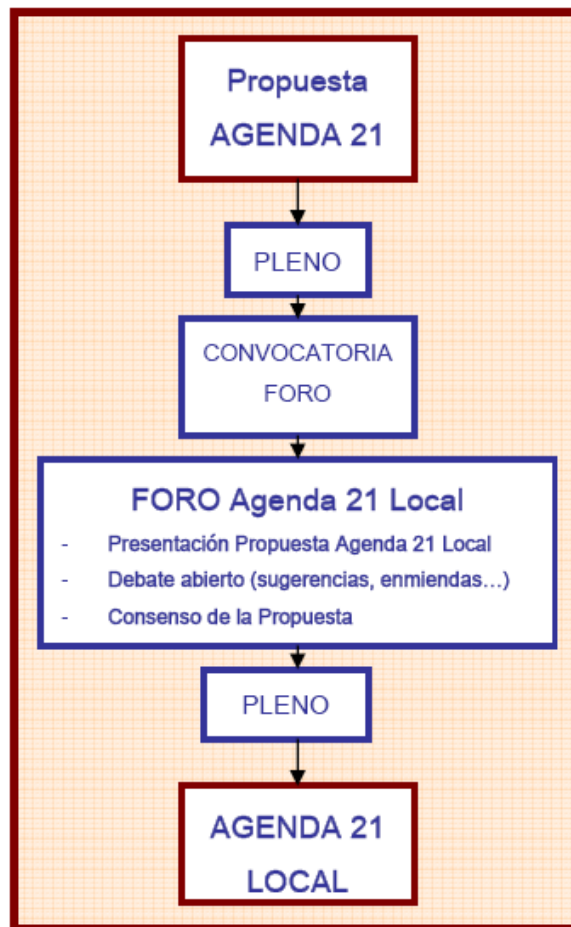 Propuesta
AGENDA 21
PLENO
CONVOCATORIA
FORO
FORO Agenda 21 Local
- Presentación Propuesta Agenda 21 Local
- Debate abierto (sugerencias, enmiendas…)
- Consenso de la Propuesta
PLENO
AGENDA 21
LOCAL